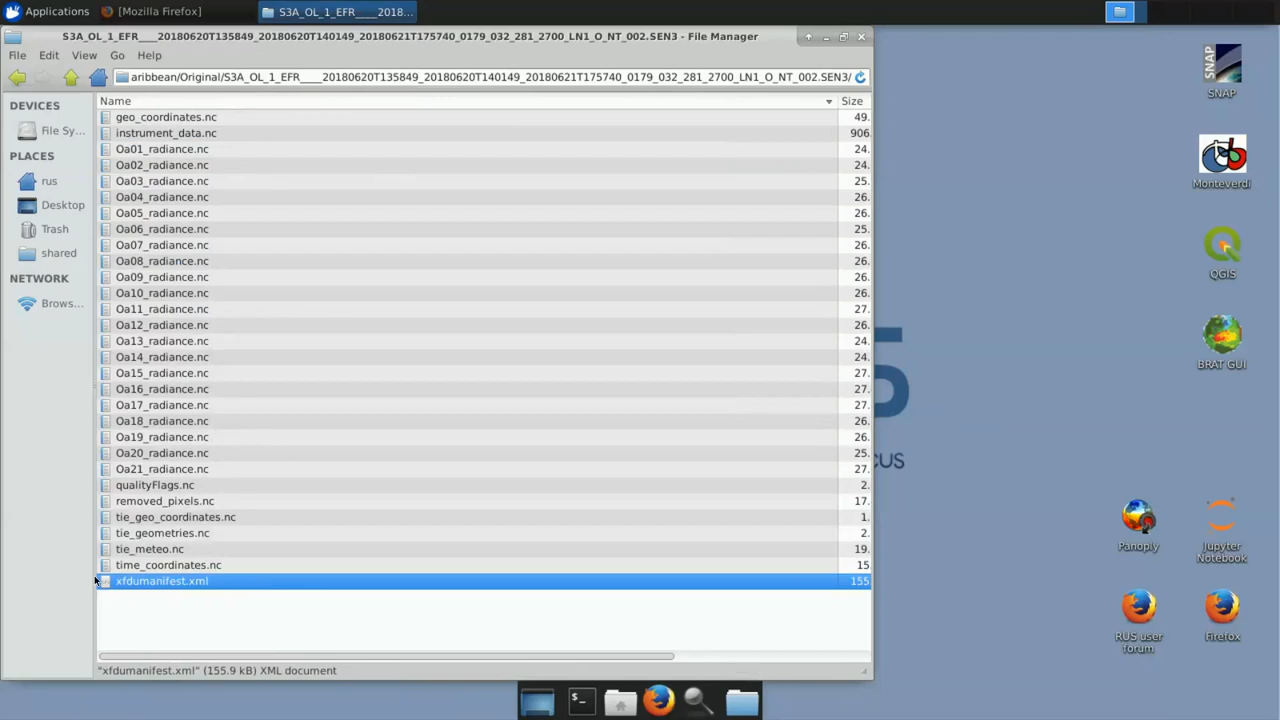 Applications
[Mozilla Firefox]
S3A_OL_1_EFR____2018...
S3A_OL_1_EFR____20180620T135849_20180620T140149_20180621T175740_0179_032_281_2700_LN1_O_NT_002.SEN3 - File Manager
File Edit View Go Help
aribbean/Original/S3A_OL_1_EFR____20180620T135849_20180620T140149_20180621T175740_0179_032_281_2700_LN1_O_NT_002.SEN3/
DEVICES
File Sy...
PLACES
rus
Desktop
Trash
shared
NETWORK
Brows...
Name Size
geo_coordinates.nc 49.
instrument_data.nc 906
Oa01_radiance.nc 24.
Oa02_radiance.nc 24.
Oa03_radiance.nc 25.
Oa04_radiance.nc 26.
Oa05_radiance.nc 26.
Oa06_radiance.nc 25.
Oa07_radiance.nc 26.
Oa08_radiance.nc 26.
Oa09_radiance.nc 26.
Oa10_radiance.nc 26.
Oa11_radiance.nc 27.
Oa12_radiance.nc 26.
Oa13_radiance.nc 24.
Oa14_radiance.nc 24.
Oa15_radiance.nc 27.
Oa16_radiance.nc 27.
Oa17_radiance.nc 27.
Oa18_radiance.nc 26.
Oa19_radiance.nc 26.
Oa20_radiance.nc 25.
Oa21_radiance.nc 27.
qualityFlags.nc 2.
removed_pixels.nc 17.
tie_geo_coordinates.nc 1.
tie_geometries.nc 2.
tie_meteo.nc 19.
time_coordinates.nc 15
xfdumanifest.xml 155
"xfdumanifest.xml" (155.9 kB) XML document
SNAP
SNAP
Monteverdi
QGIS
BRAT GUI
CUS
Panoply
Jupyter
Notebook
RUS user
forum
Firefox